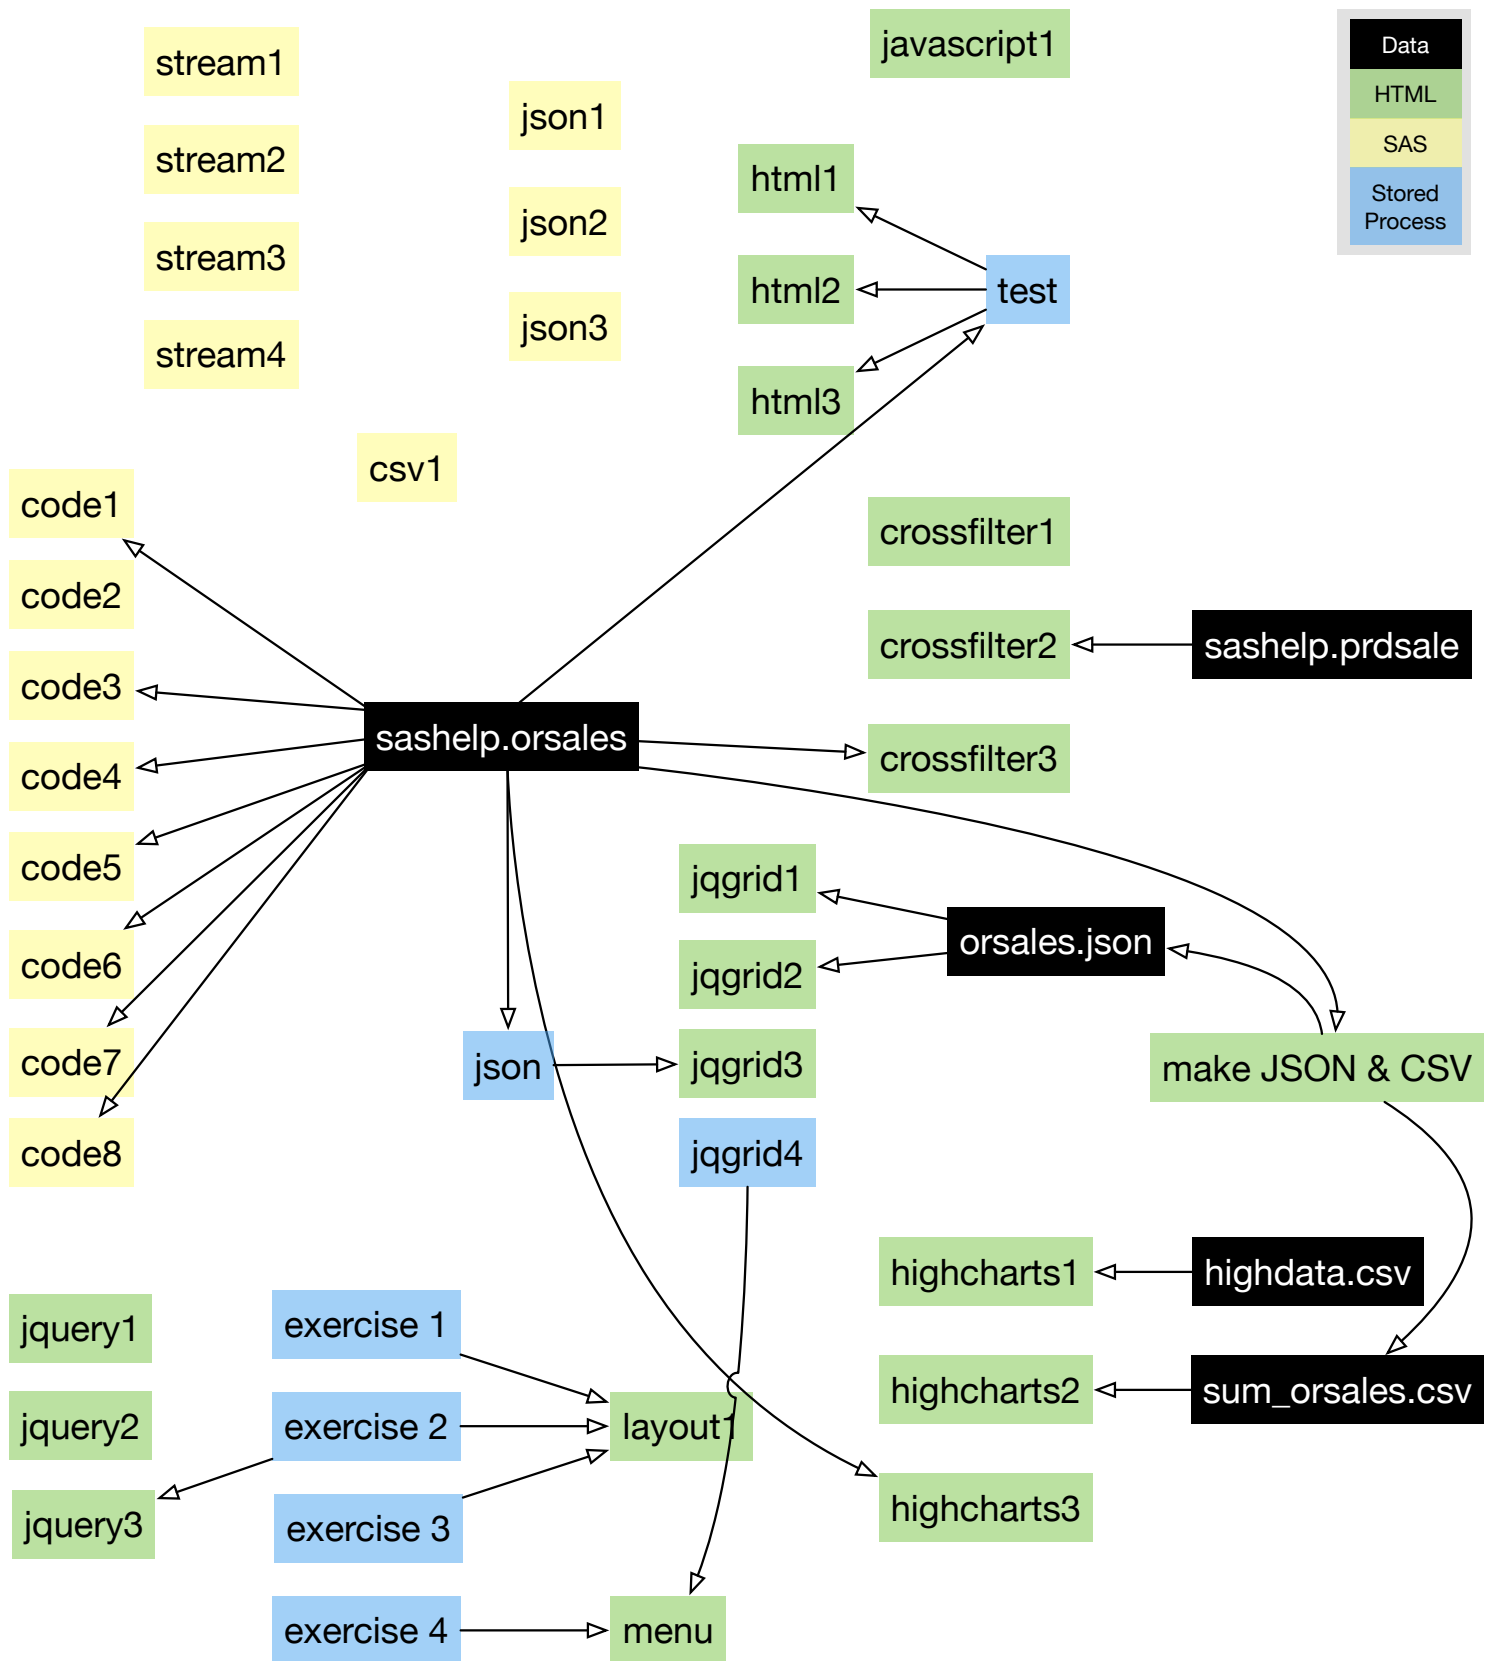 stream1
stream2
stream3
stream4
json1
json2
json3
csv1
javascript1
html1
html2
html3
test
Data
HTML
SAS
Stored
Process
code1
code2
code3
code4
code5
code6
code7
code8
sashelp.orsales
crossfilter1
crossfilter2
crossfilter3
sashelp.prdsale
jqgrid1
jqgrid2
jqgrid3
jqgrid4
orsales.json
json
make JSON & CSV
highcharts1
highcharts2
highcharts3
highdata.csv
sum_orsales.csv
jquery1
jquery2
jquery3
exercise 1
exercise 2
exercise 3
exercise 4
layout1
menu